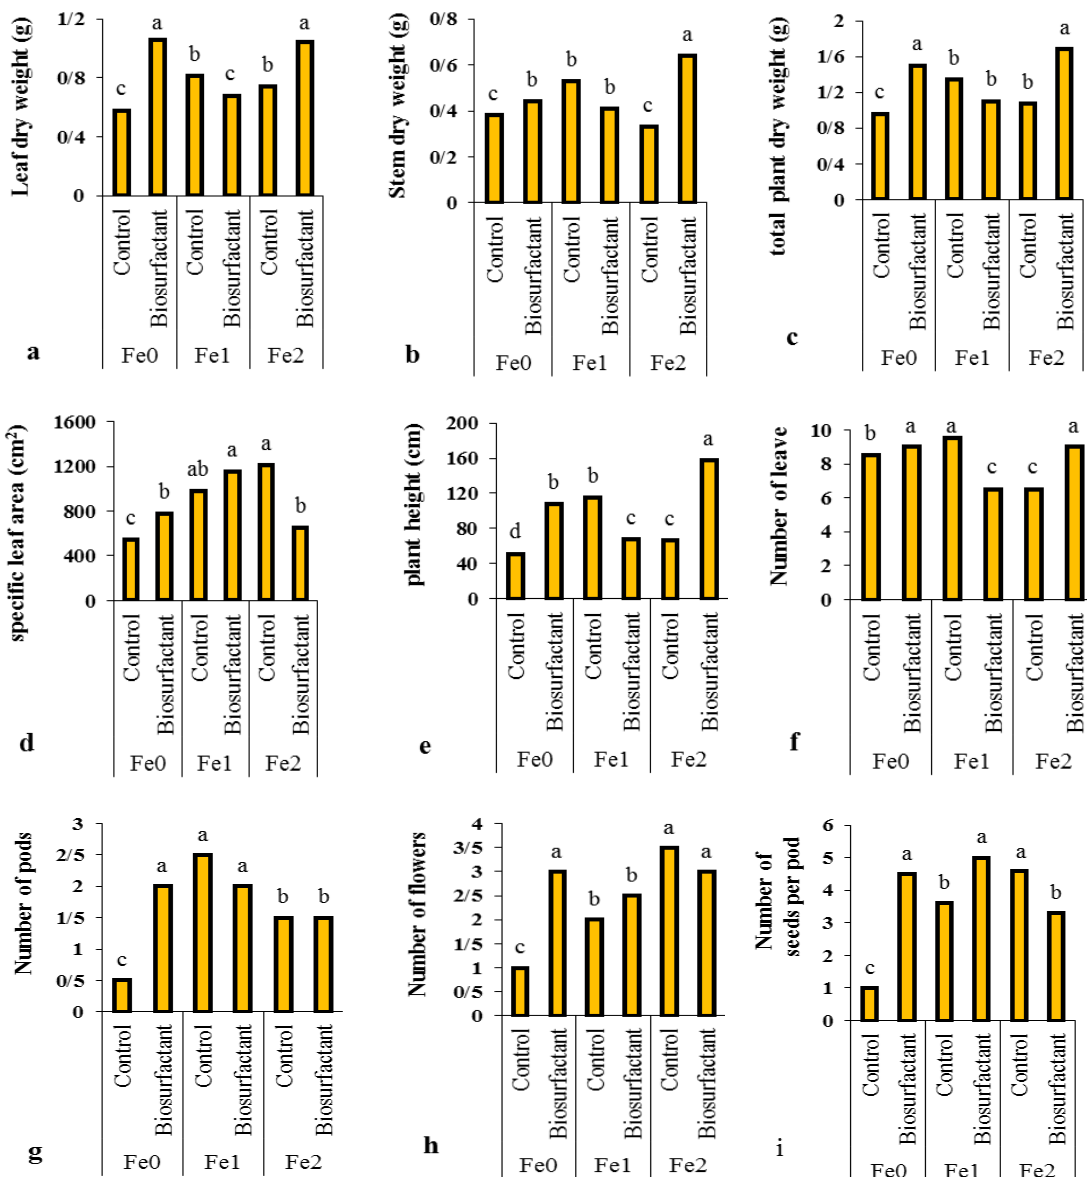 Leaf dry weight (g)
1/2
0/8
0/4
0
c
a
b
c
b
a
Control
Biosurfactant
Control
Biosurfactant
Control
Biosurfactant
Fe0
Fe1
Fe2
a
Stem dry weight (g)
0/8
0/6
0/4
0/2
0
c
b
b
b
c
a
Control
Biosurfactant
Control
Biosurfactant
Control
Biosurfactant
Fe0
Fe1
Fe2
b
total plant dry weight (g)
2
1/6
1/2
0/8
0/4
0
c
a
b
b
b
a
Control
Biosurfactant
Control
Biosurfactant
Control
Biosurfactant
Fe0
Fe1
Fe2
c
specific leaf area (cm²)
1600
1200
800
400
0
c
b
ab
a
a
b
Control
Biosurfactant
Control
Biosurfactant
Control
Biosurfactant
Fe0
Fe1
Fe2
d
plant height (cm)
200
160
120
80
40
0
d
b
b
c
c
a
Control
Biosurfactant
Control
Biosurfactant
Control
Biosurfactant
Fe0
Fe1
Fe2
e
Number of leave
10
8
6
4
2
0
b
a
a
c
c
a
Control
Biosurfactant
Control
Biosurfactant
Control
Biosurfactant
Fe0
Fe1
Fe2
f
Number of pods
3
2/5
2
1/5
1
0/5
0
c
a
a
a
b
b
Control
Biosurfactant
Control
Biosurfactant
Control
Biosurfactant
Fe0
Fe1
Fe2
g
Number of flowers
4
3/5
3
2/5
2
1/5
1
0/5
0
c
a
b
b
a
a
Control
Biosurfactant
Control
Biosurfactant
Control
Biosurfactant
Fe0
Fe1
Fe2
h
Number of
seeds per pod
6
5
4
3
2
1
0
c
a
b
a
a
b
Control
Biosurfactant
Control
Biosurfactant
Control
Biosurfactant
Fe0
Fe1
Fe2
i